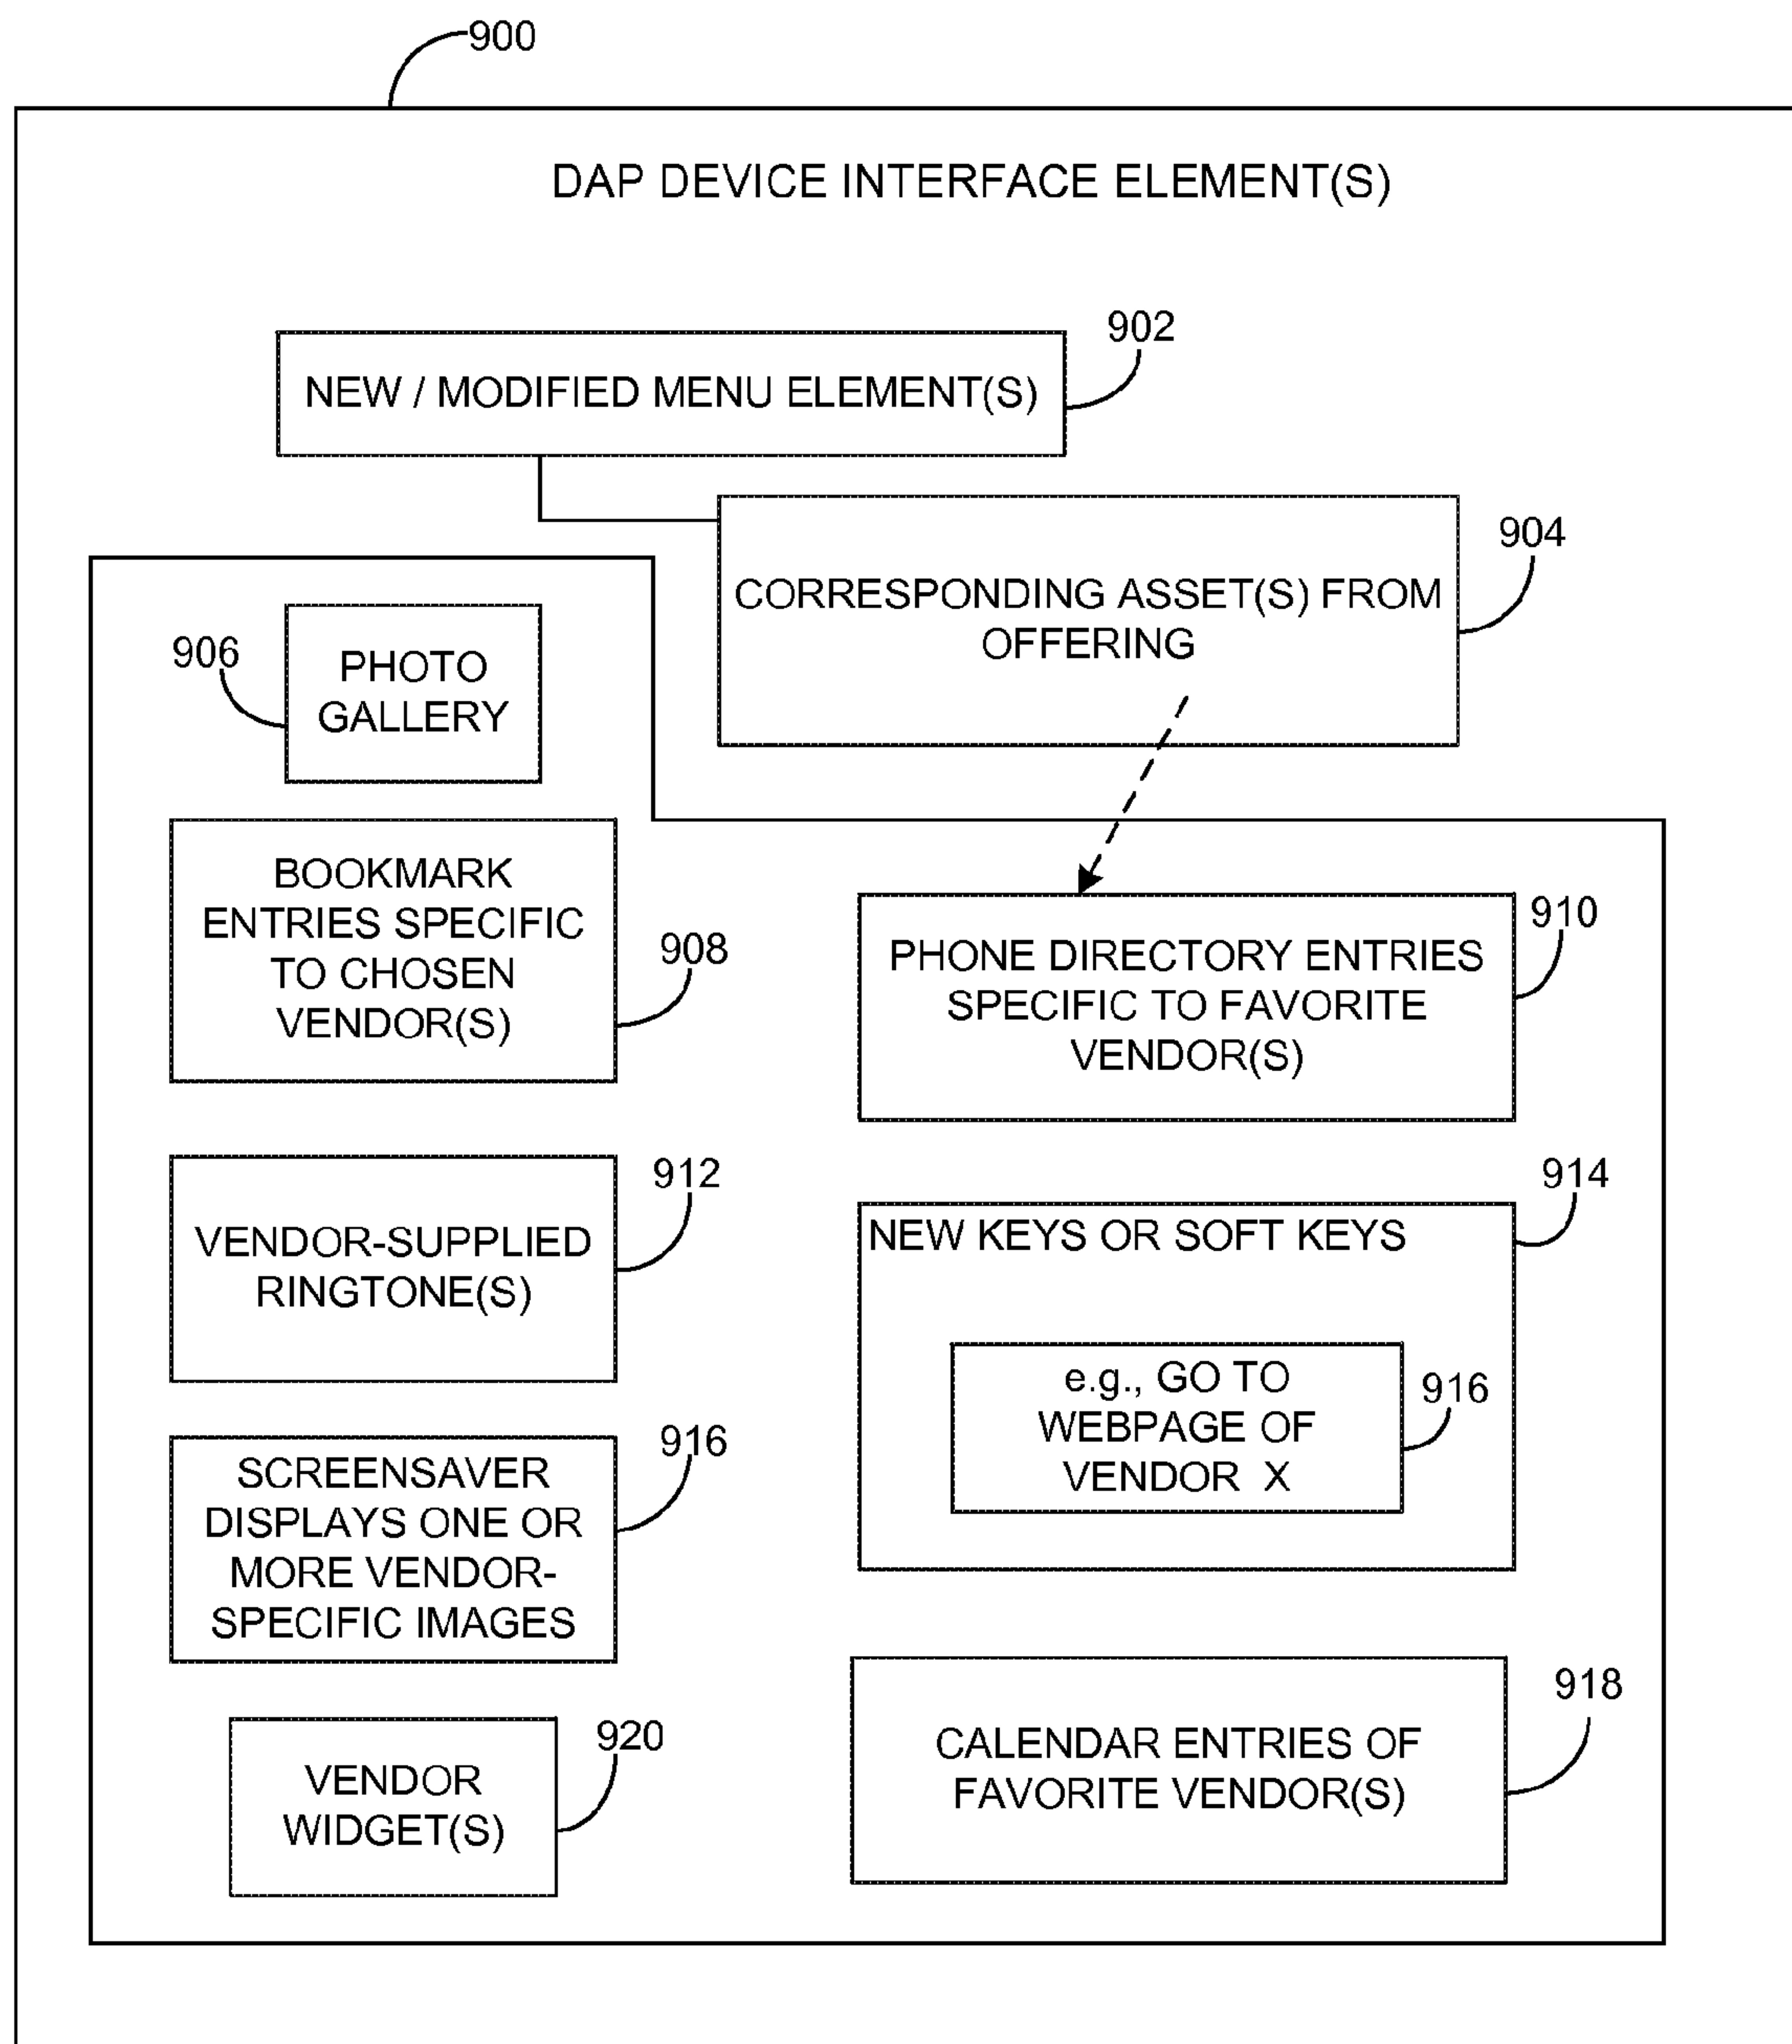 900
DAP DEVICE INTERFACE ELEMENT(S)
902
NEW / MODIFIED MENU ELEMENT(S)
904
CORRESPONDING ASSET(S) FROM
OFFERING
906
PHOTO
GALLERY
BOOKMARK
ENTRIES SPECIFIC
TO CHOSEN
VENDOR(S)
908
910
PHONE DIRECTORY ENTRIES
SPECIFIC TO FAVORITE
VENDOR(S)
912
VENDOR-SUPPLIED
RINGTONE(S)
914
NEW KEYS OR SOFT KEYS
e.g., GO TO
WEBPAGE OF
VENDOR X
916
916
SCREENSAVER
DISPLAYS ONE OR
MORE VENDOR-
SPECIFIC IMAGES
918
CALENDAR ENTRIES OF
FAVORITE VENDOR(S)
920
VENDOR
WIDGET(S)